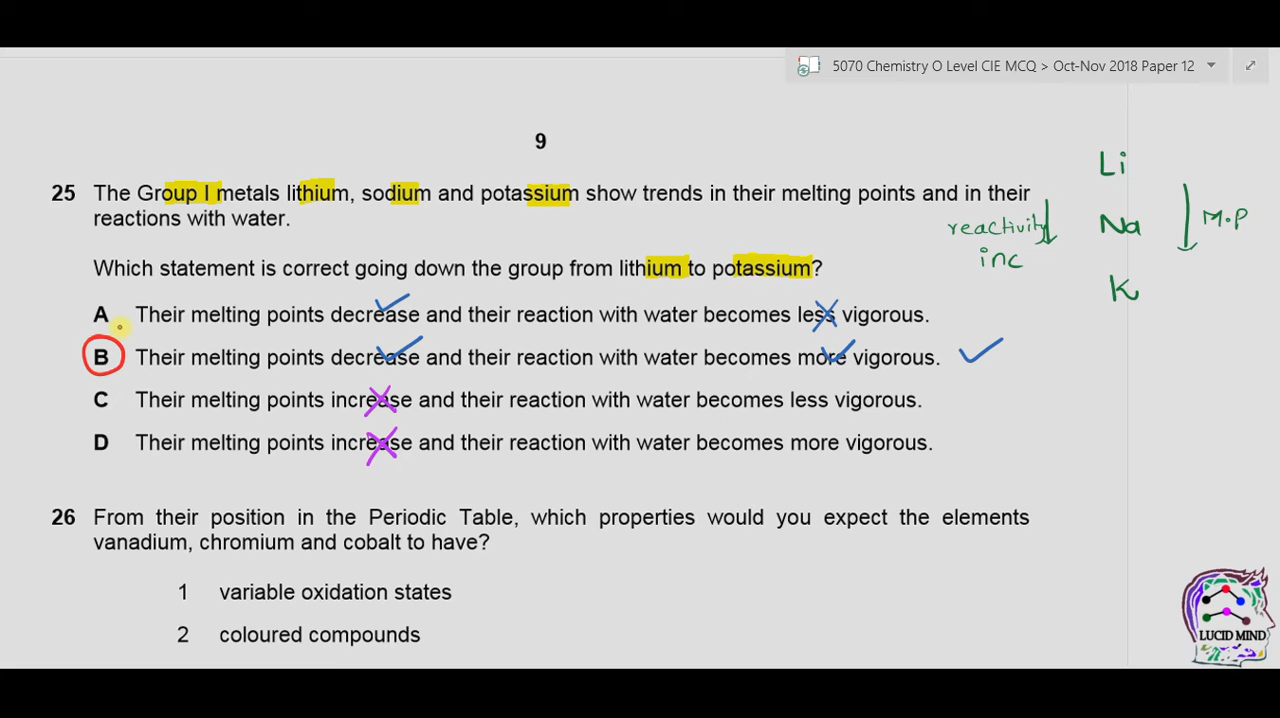 5070 Chemistry O Level CIE MCQ > Oct-Nov 2018 Paper 12
9
25 The Group I metals lithium, sodium and potassium show trends in their melting points and in their
reactions with water.
Which statement is correct going down the group from lithium to potassium?
A Their melting points decrease and their reaction with water becomes less vigorous.
B Their melting points decrease and their reaction with water becomes more vigorous.
C Their melting points increase and their reaction with water becomes less vigorous.
D Their melting points increase and their reaction with water becomes more vigorous.
Li
reactivity
inc
Na
M.P
K
26 From their position in the Periodic Table, which properties would you expect the elements
vanadium, chromium and cobalt to have?
1 variable oxidation states
2 coloured compounds
LUCID MIND